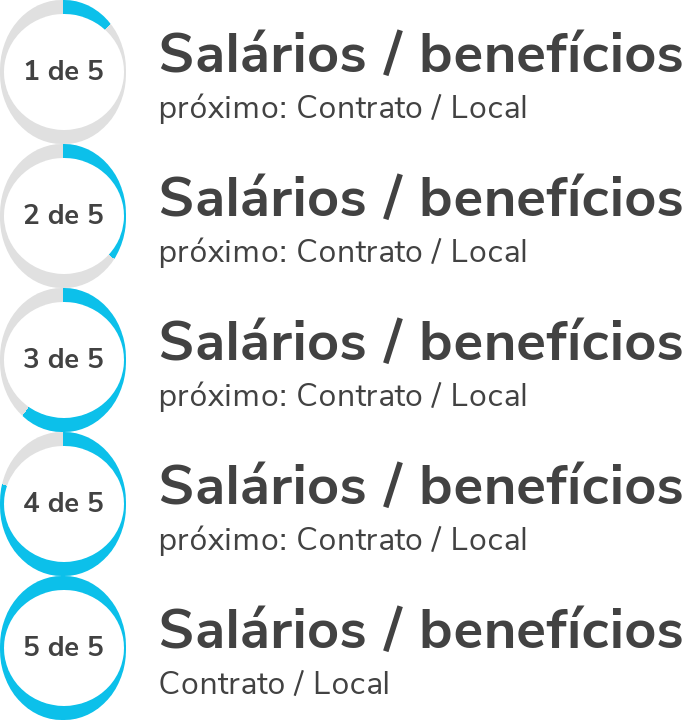 1 de 5
Salários / benefícios
próximo: Contrato / Local
2 de 5
Salários / benefícios
próximo: Contrato / Local
3 de 5
Salários / benefícios
próximo: Contrato / Local
4 de 5
Salários / benefícios
próximo: Contrato / Local
5 de 5
Salários / benefícios
Contrato / Local